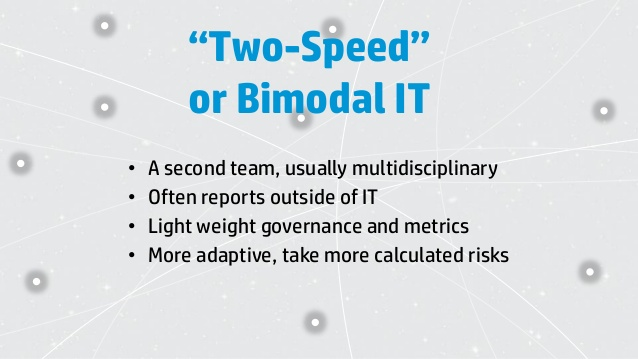 “Two-Speed”
or Bimodal IT
• A second team, usually multidisciplinary
• Often reports outside of IT
• Light weight governance and metrics
• More adaptive, take more calculated risks